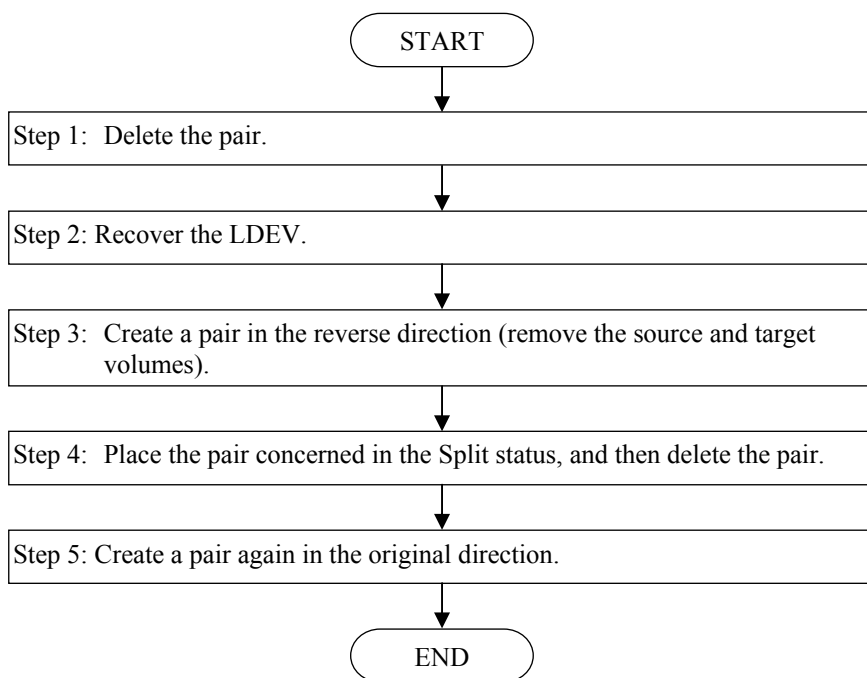 START
Step 1: Delete the pair.
Step 2: Recover the LDEV.
Step 3: Create a pair in the reverse direction (remove the source and target
volumes).
Step 4: Place the pair concerned in the Split status, and then delete the pair.
Step 5: Create a pair again in the original direction.
END